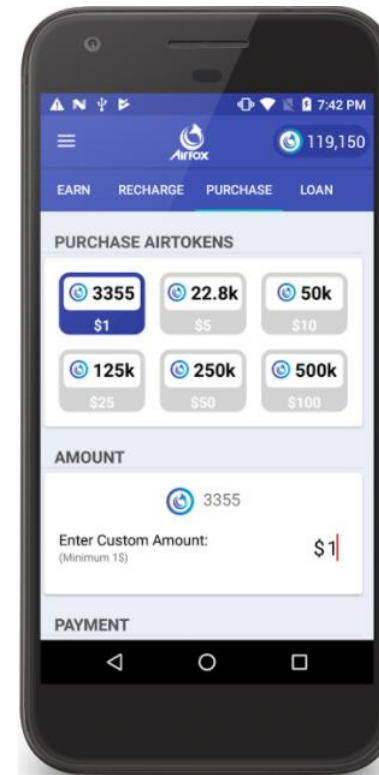 7:42 PM
AirFox
119,150
EARN RECHARGE PURCHASE LOAN
PURCHASE AIRTOKENS
3355 22.8k 50k
$1 $5 $10
125k 250k 500k
$25 $50 $100
AMOUNT
3355
Enter Custom Amount:
(Minimum 1$)
$1
PAYMENT